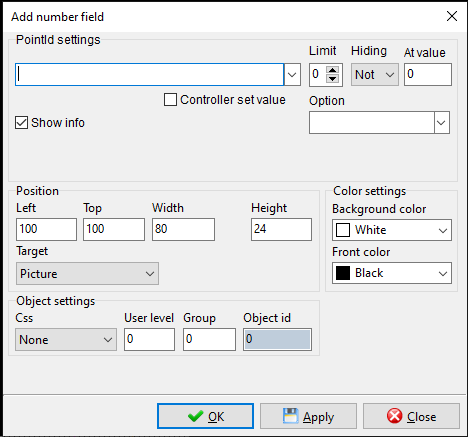 Add number field
PointId settings
Limit Hiding At value
0 Not 0
Controller set value Option
Show info
Position
Left Top Width Height
100 100 80 24
Target
Picture
Color settings
Background color
White
Front color
Black
Object settings
Css User level Group Object id
None 0 0 0
OK Apply Close